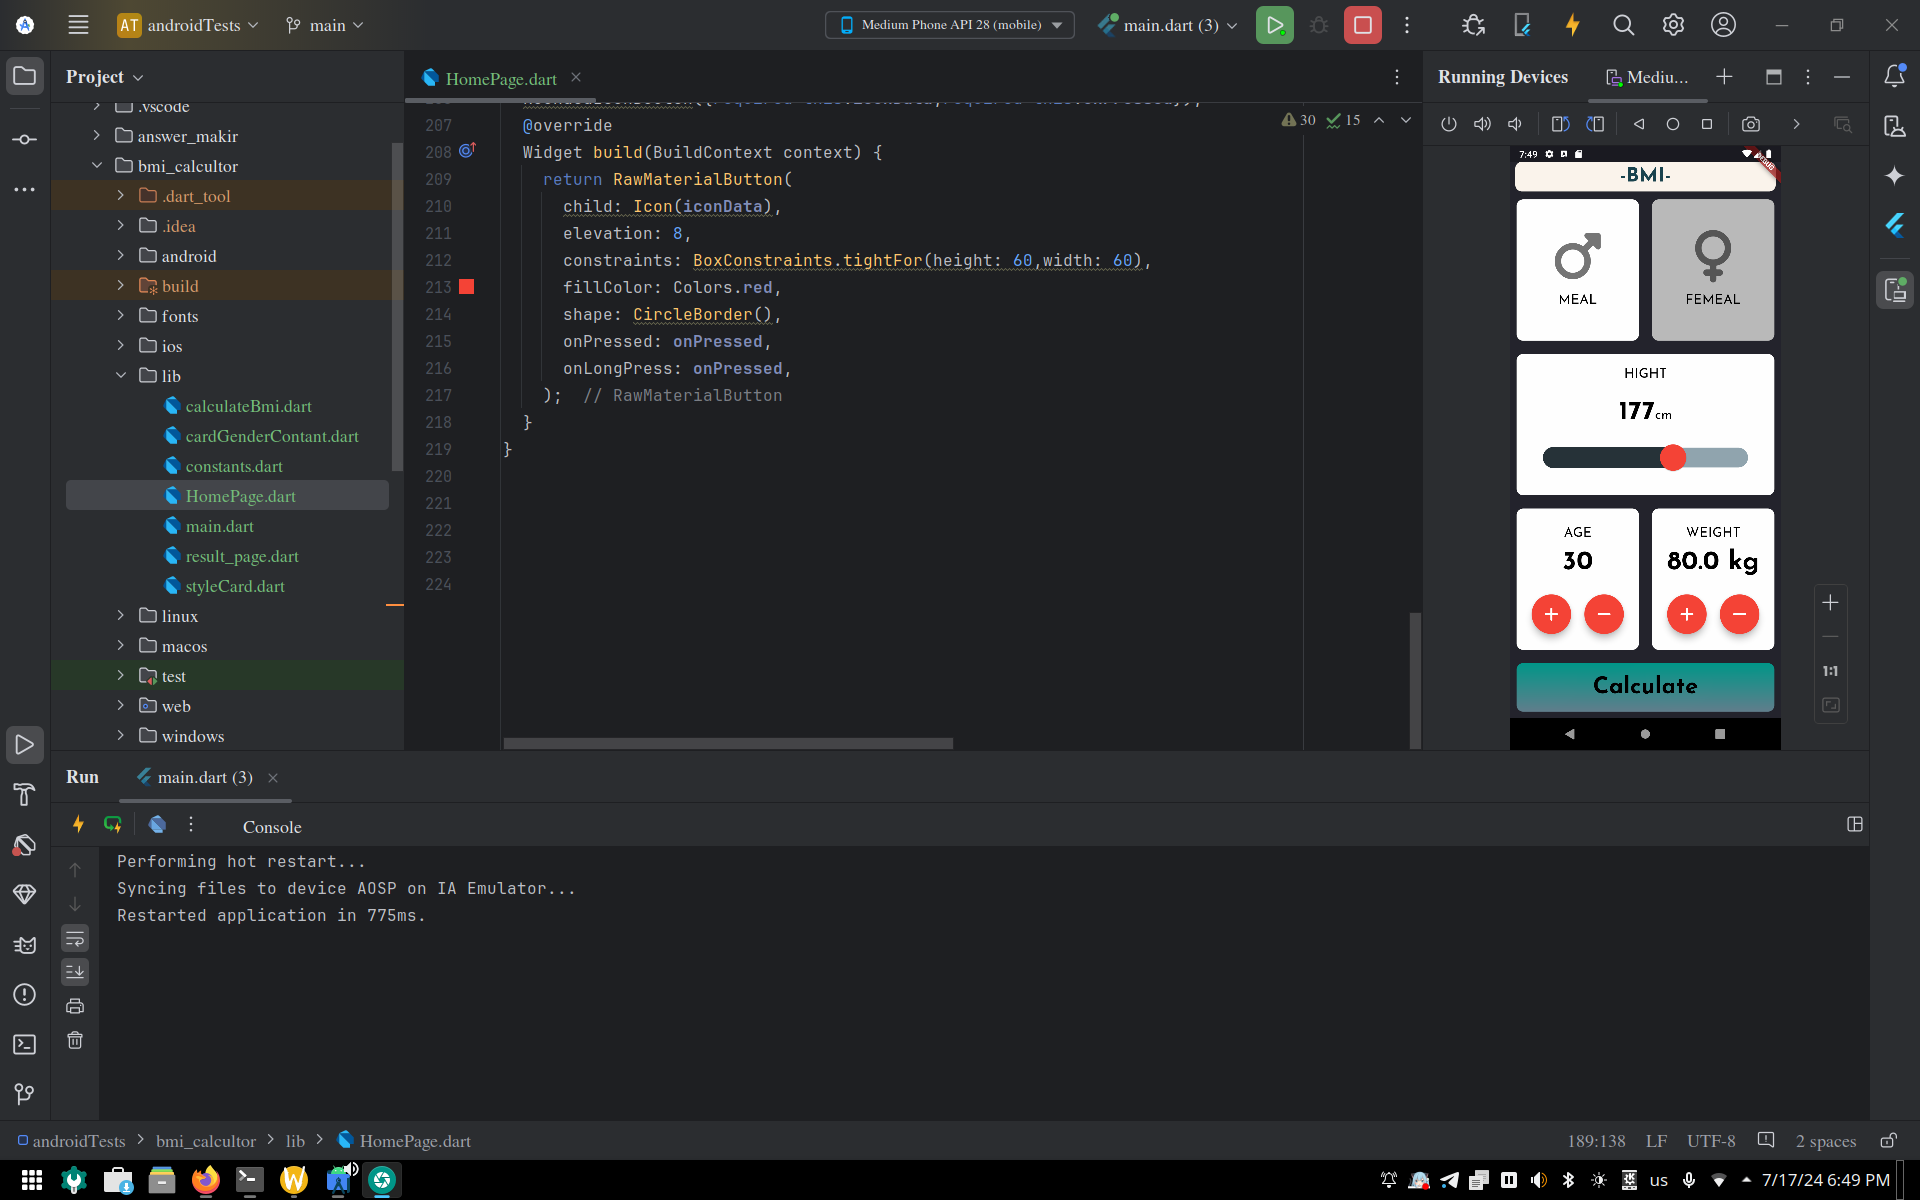 AT androidTests main Medium Phone API 28 (mobile) main.dart (3)
Project
.vscode
answer_makir
bmi_calcultor
.dart_tool
.idea
android
build
fonts
ios
lib
calculateBmi.dart
cardGenderContant.dart
constants.dart
HomePage.dart
main.dart
result_page.dart
styleCard.dart
linux
macos
test
web
windows
HomePage.dart
30 15
207 @override
208 Widget build(BuildContext context) {
209 return RawMaterialButton(
210 child: Icon(iconData),
211 elevation: 8,
212 constraints: BoxConstraints.tightFor(height: 60,width: 60),
213 fillColor: Colors.red,
214 shape: CircleBorder(),
215 onPressed: onPressed,
216 onLongPress: onPressed,
217 ); // RawMaterialButton
218 }
219 }
220
221
222
223
224
Running Devices Mediu...
7:49
-BMI-
MEAL FEMEAL
HIGHT
177cm
AGE WEIGHT
30 80.0 kg
Calculate
1:1
Run main.dart (3)
Console
Performing hot restart...
Syncing files to device AOSP on IA Emulator...
Restarted application in 775ms.
androidTests > bmi_calcultor > lib > HomePage.dart 189:138 LF UTF-8 2 spaces
us 7/17/24 6:49 PM